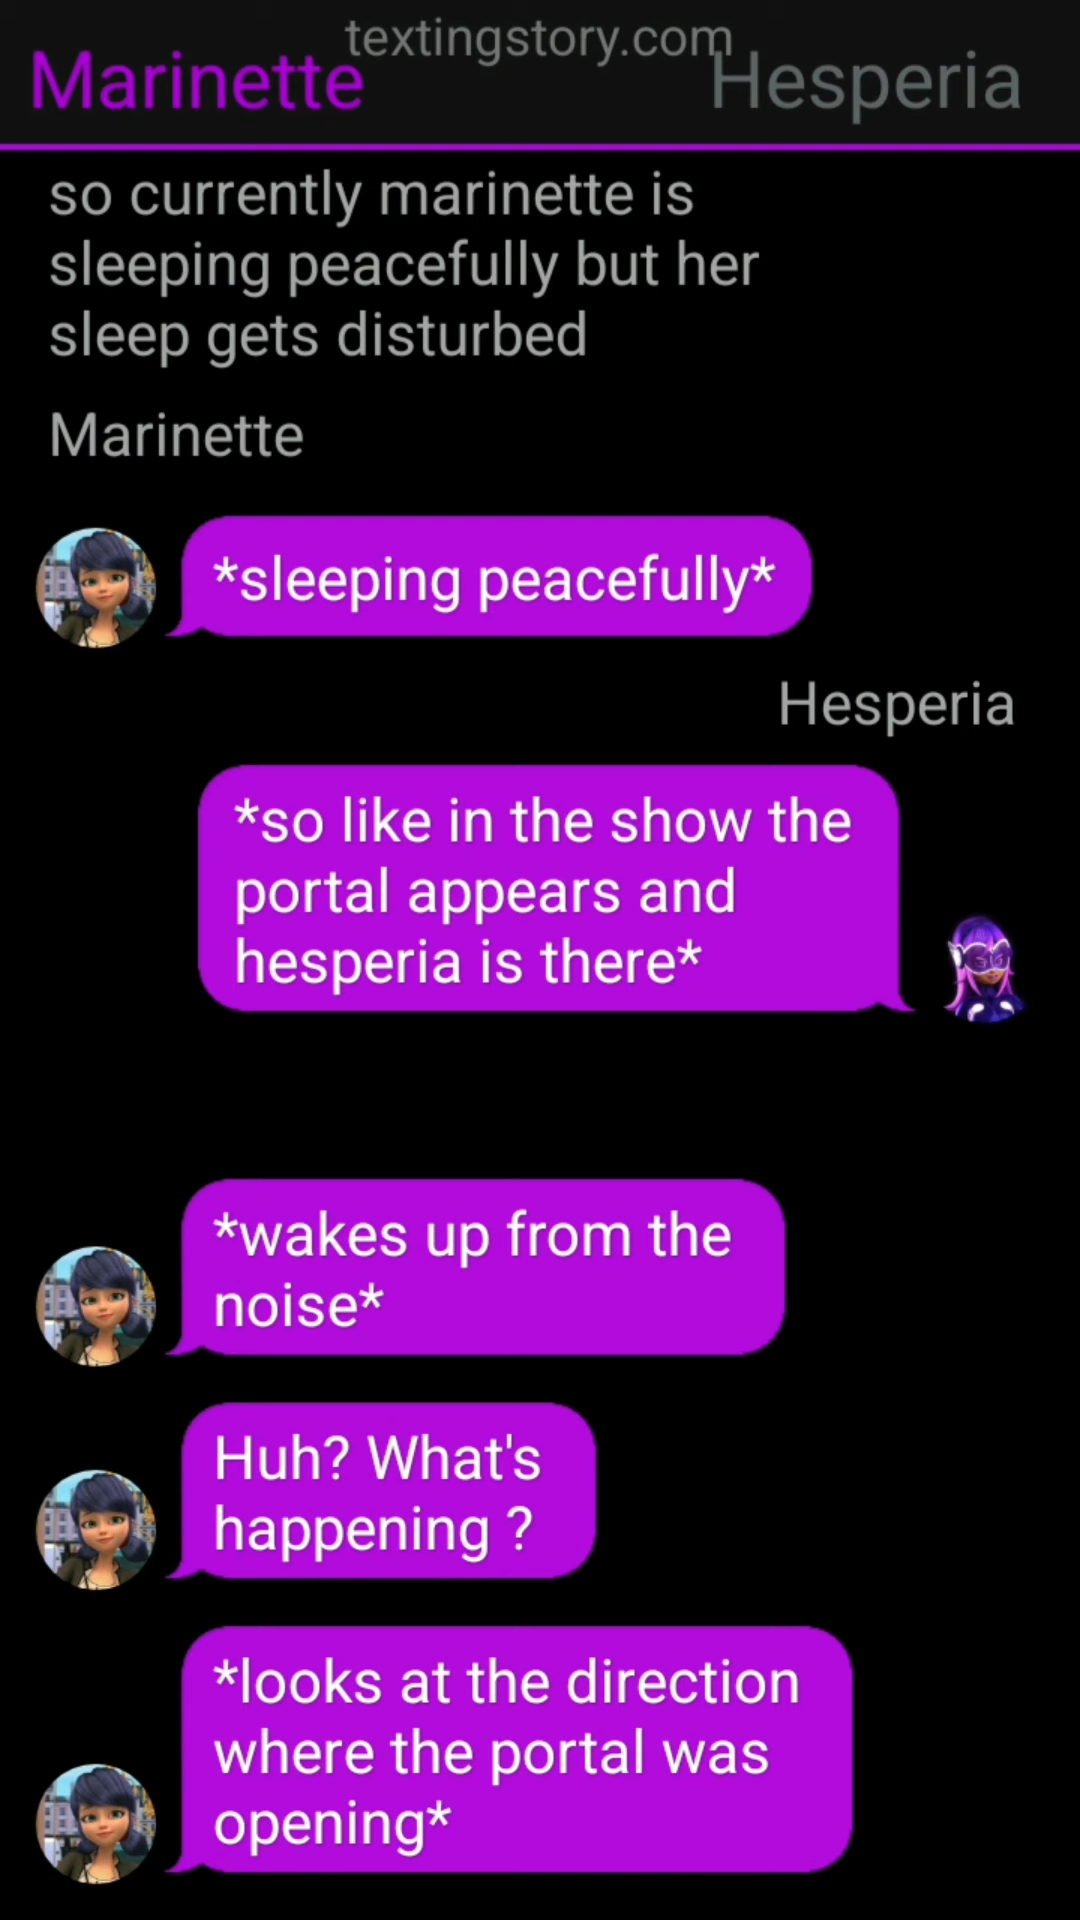 textingstory.com
Marinette Hesperia
so currently marinette is
sleeping peacefully but her
sleep gets disturbed
Marinette
*sleeping peacefully*
Hesperia
*so like in the show the
portal appears and
hesperia is there*
*wakes up from the
noise*
Huh? What's
happening ?
*looks at the direction
where the portal was
opening*